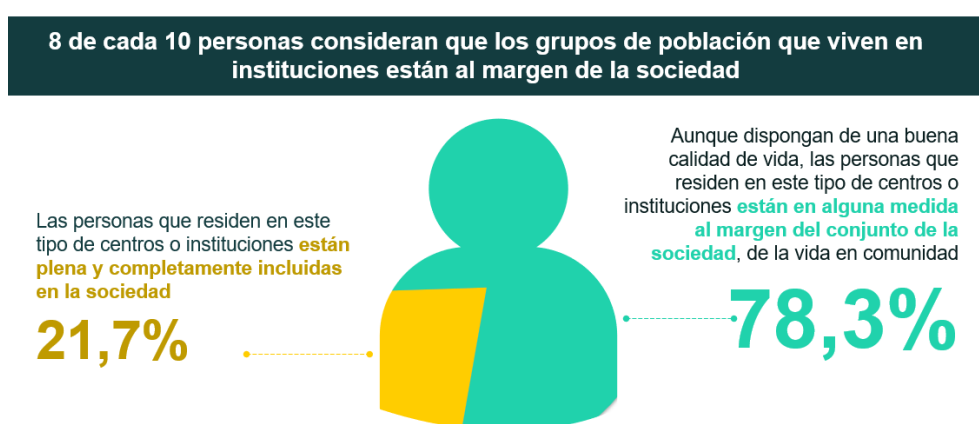 8 de cada 10 personas consideran que los grupos de población que viven en
instituciones están al margen de la sociedad
Las personas que residen en este
tipo de centros o instituciones están
plena y completamente incluidas
en la sociedad
21,7%
Aunque dispongan de una buena
calidad de vida, las personas que
residen en este tipo de centros o
instituciones están en alguna medida
al margen del conjunto de la
sociedad, de la vida en comunidad
78,3%